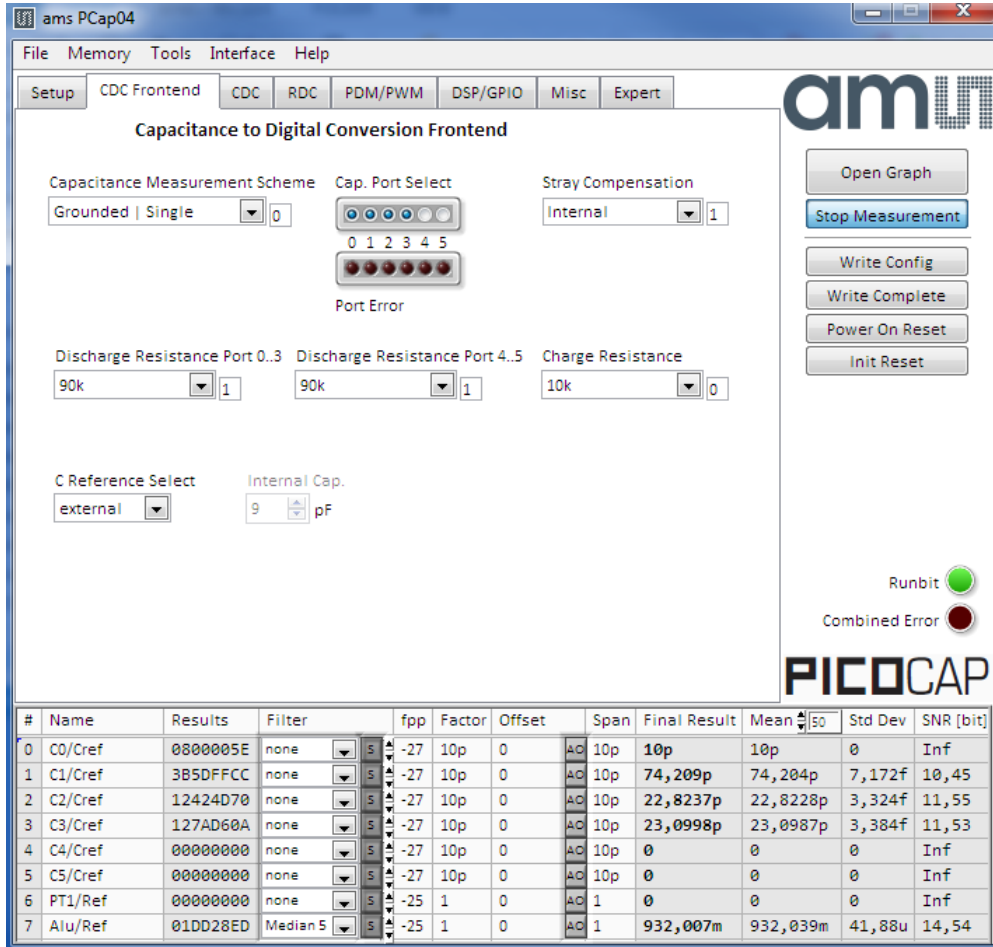 ams PCap04
File Memory Tools Interface Help
Setup CDC Frontend CDC RDC PDM/PWM DSP/GPIO Misc Expert
amu
Capacitance to Digital Conversion Frontend
Open Graph
Capacitance Measurement Scheme Cap. Port Select Stray Compensation
Grounded | Single 0 Internal 1
Stop Measurement
0 1 2 3 4 5
Write Config
Port Error
Write Complete
Power On Reset
Discharge Resistance Port 0..3 Discharge Resistance Port 4..5 Charge Resistance
Init Reset
90k 1 90k 1 10k 0
C Reference Select Internal Cap.
external 9 pF
Runbit
Combined Error
PICOCAP
# Name Results Filter fpp Factor Offset Span Final Result Mean 50 Std Dev SNR [bit]
0 C0/Cref 0800005E none S -27 10p 0 AO 10p 10p 10p 0 Inf
1 C1/Cref 3B5DFFCC none S -27 10p 0 AO 10p 74,209p 74,204p 7,172f 10,45
2 C2/Cref 12424D70 none S -27 10p 0 AO 10p 22,8237p 22,8228p 3,324f 11,55
3 C3/Cref 127AD60A none S -27 10p 0 AO 10p 23,0998p 23,0987p 3,384f 11,53
4 C4/Cref 00000000 none S -27 10p 0 AO 10p 0 0 0 Inf
5 C5/Cref 00000000 none S -27 10p 0 AO 10p 0 0 0 Inf
6 PT1/Ref 00000000 none S -25 1 0 AO 1 0 0 0 Inf
7 Alu/Ref 01DD28ED Median 5 S -25 1 0 AO 1 932,007m 932,039m 41,88u 14,54